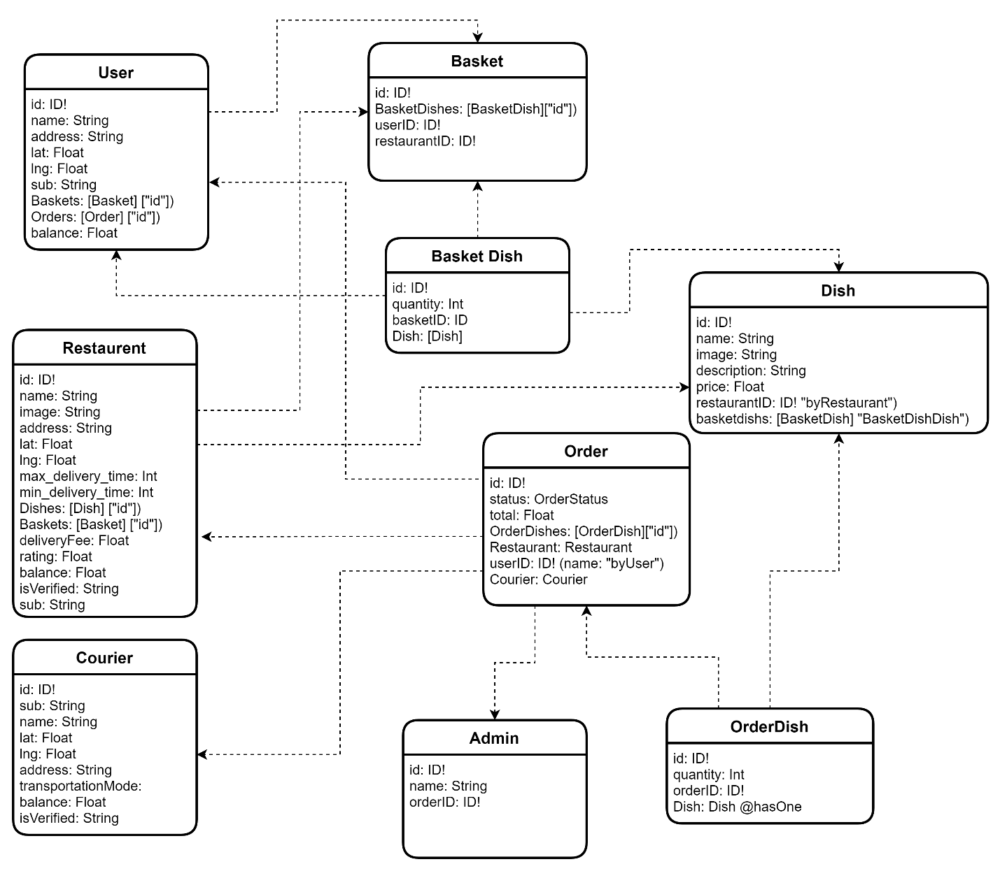 User
id: ID!
name: String
address: String
lat: Float
lng: Float
sub: String
Baskets: [Basket] ["id"])
Orders: [Order] ["id"])
balance: Float
Basket
id: ID!
BasketDishes: [BasketDish]["id"])
userID: ID!
restaurantID: ID!
Basket Dish
id: ID!
quantity: Int
basketID: ID
Dish: [Dish]
Dish
id: ID!
name: String
image: String
description: String
price: Float
restaurantID: ID! "byRestaurant")
basketdishs: [BasketDish] "BasketDishDish")
Restaurent
id: ID!
name: String
image: String
address: String
lat: Float
lng: Float
max_delivery_time: Int
min_delivery_time: Int
Dishes: [Dish] ["id"])
Baskets: [Basket] ["id"])
deliveryFee: Float
rating: Float
balance: Float
isVerified: String
sub: String
Order
id: ID!
status: OrderStatus
total: Float
OrderDishes: [OrderDish]["id"])
Restaurant: Restaurant
userID: ID! (name: "byUser")
Courier: Courier
Courier
id: ID!
sub: String
name: String
lat: Float
lng: Float
address: String
transportationMode:
balance: Float
isVerified: String
Admin
id: ID!
name: String
orderID: ID!
OrderDish
id: ID!
quantity: Int
orderID: ID!
Dish: Dish @hasOne